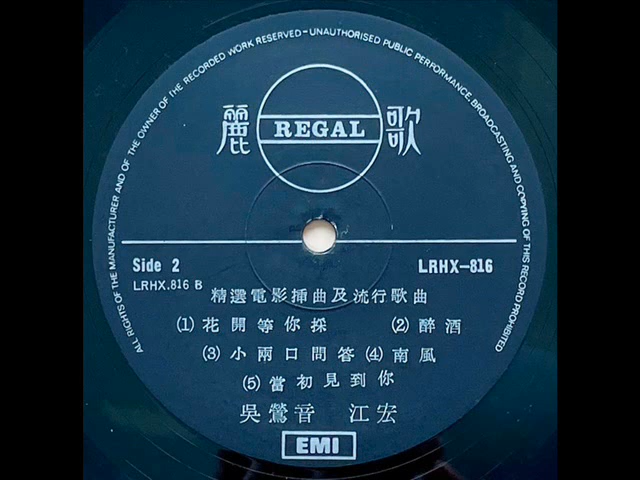 ALL RIGHTS OF THE MANUFACTURER AND OF THE OWNER OF THE RECORDED WORK RESERVED-UNAUTHORISED PUBLIC PERFORMANCE, BROADCASTING AND COPYING OF THIS RECORD PROHIBITED
麗 REGAL 歌
Side 2 LRHX-816
LRHX.816 B
精選電影挿曲及流行歌曲
(1) 花開等你採 (2) 醉酒
(3) 小兩口問答 (4) 南風
(5) 當初見到你
吳鶯音 江宏
EMI